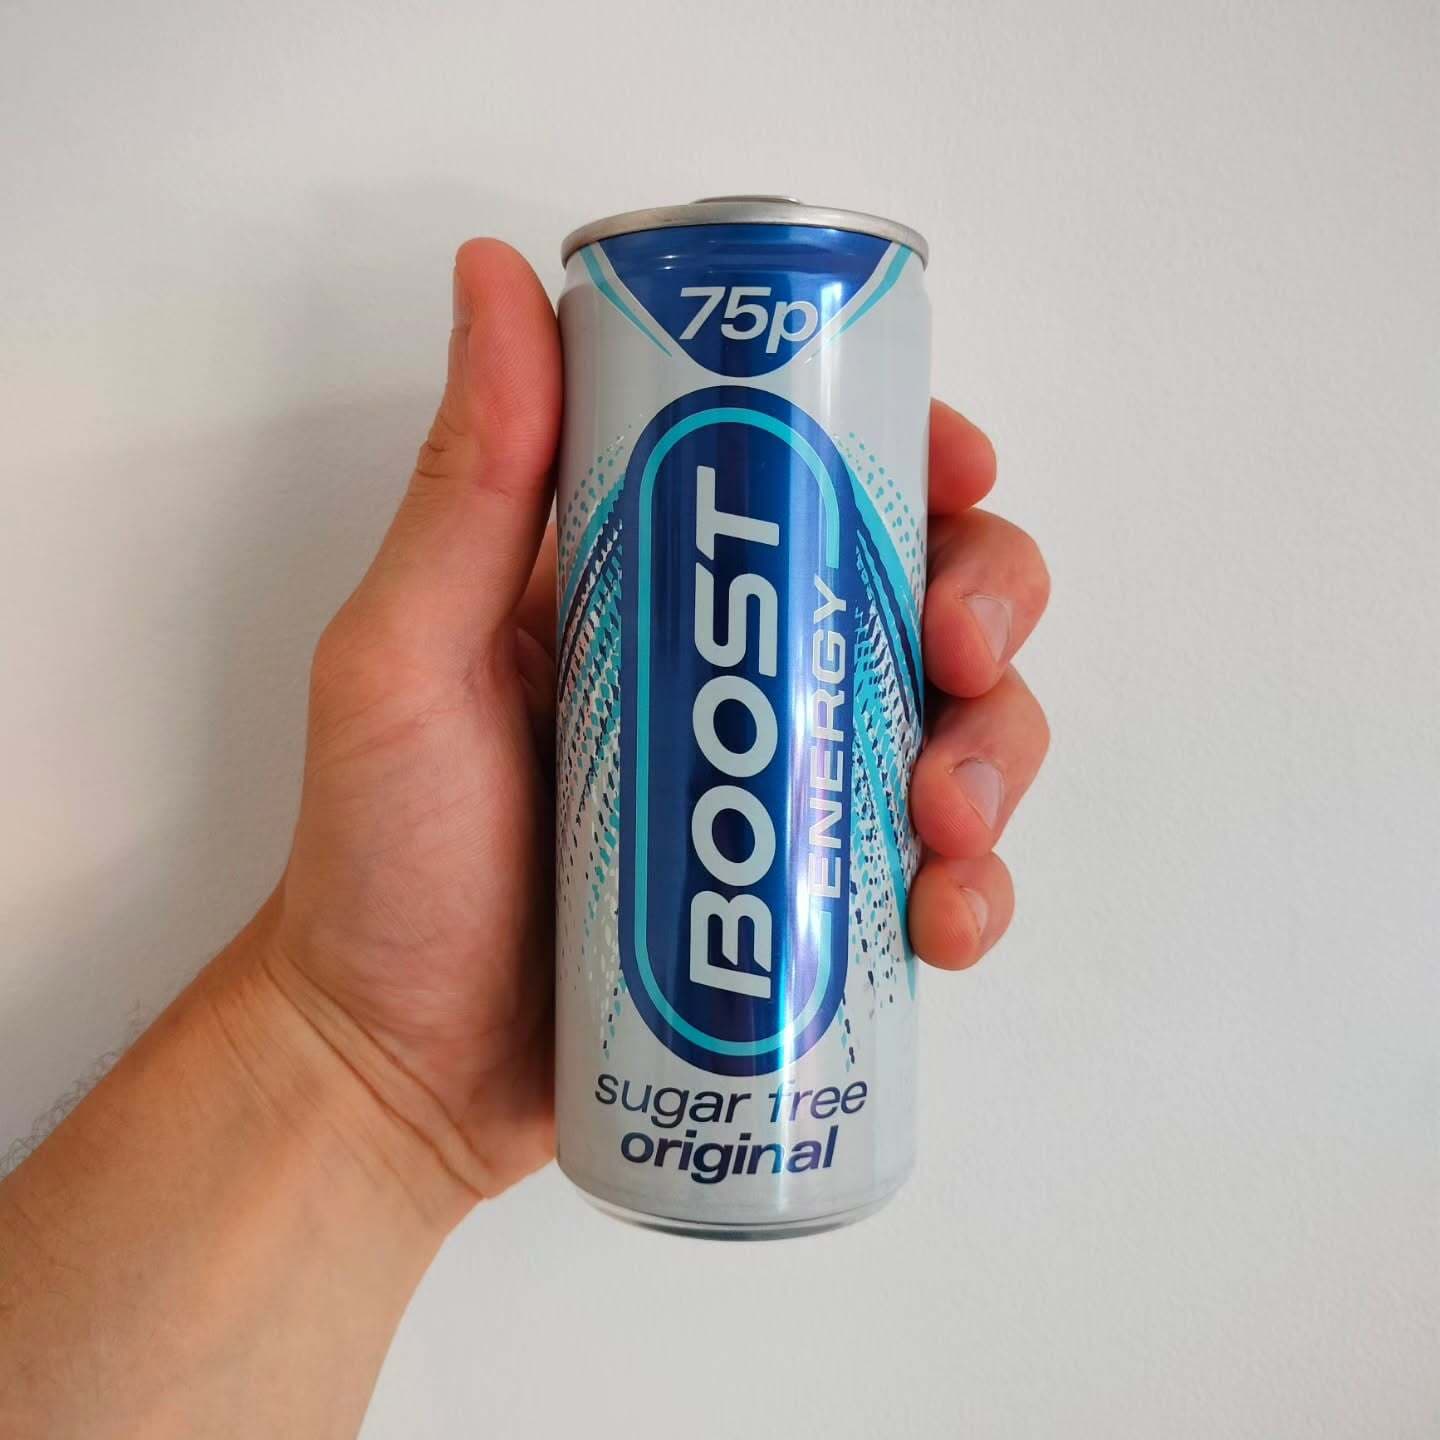 75p
BOOST
ENERGY
sugar free
original